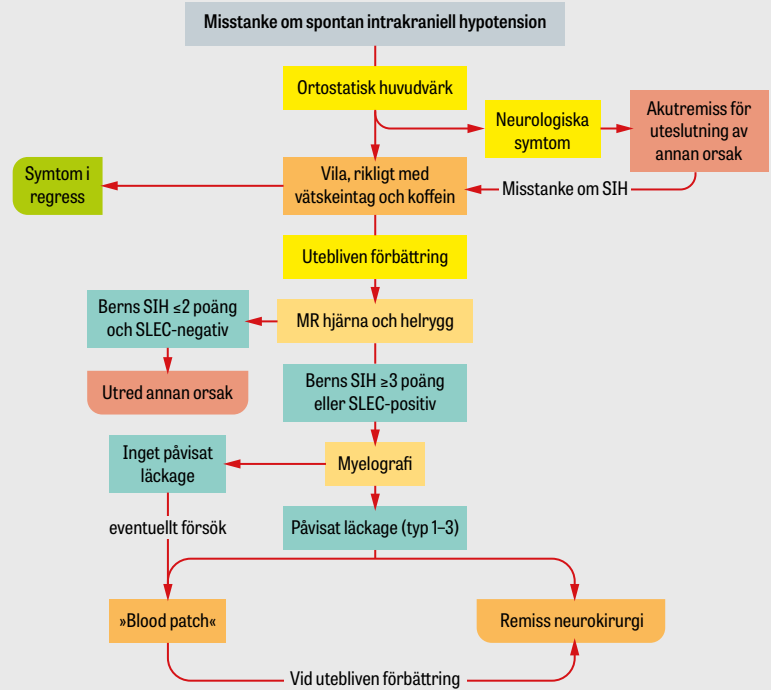 Misstanke om spontan intrakraniell hypotension
Ortostatisk huvudvärk
Neurologiska
symtom
Akutremiss för
uteslutning av
annan orsak
Symtom i
regress
Vila, rikligt med
vätskeintag och koffein
Misstanke om SIH
Utebliven förbättring
Berns SIH ≤2 poäng
och SLEC-negativ
MR hjärna och helrygg
Utred annan orsak
Berns SIH ≥3 poäng
eller SLEC-positiv
Inget påvisat
läckage
Myelografi
eventuellt försök
Påvisat läckage (typ 1–3)
»Blood patch«
Remiss neurokirurgi
Vid utebliven förbättring